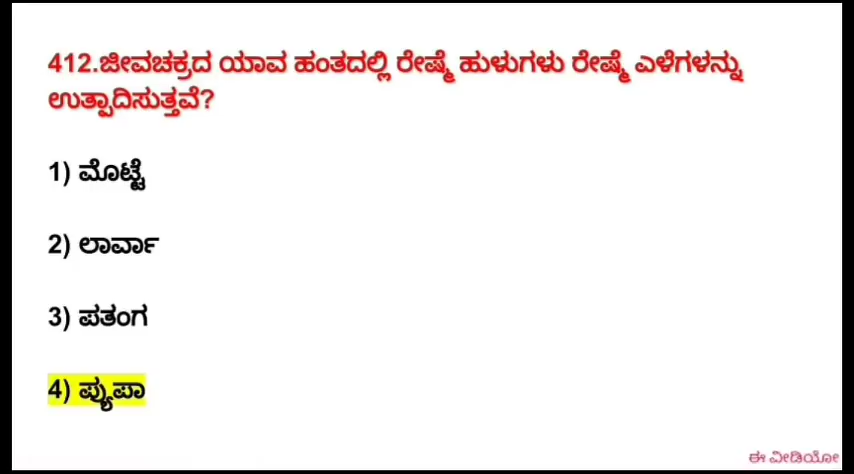 412.ಜೀವಚಕ್ರದ ಯಾವ ಹಂತದಲ್ಲಿ ರೇಷ್ಮೆ ಹುಳುಗಳು ರೇಷ್ಮೆ ಎಳೆಗಳನ್ನು
ಉತ್ಪಾದಿಸುತ್ತವೆ?
1) ಮೊಟ್ಟೆ
2) ಲಾರ್ವಾ
3) ಪತಂಗ
4) ಪ್ಯುಪಾ
ಈ ವೀಡಿಯೋ